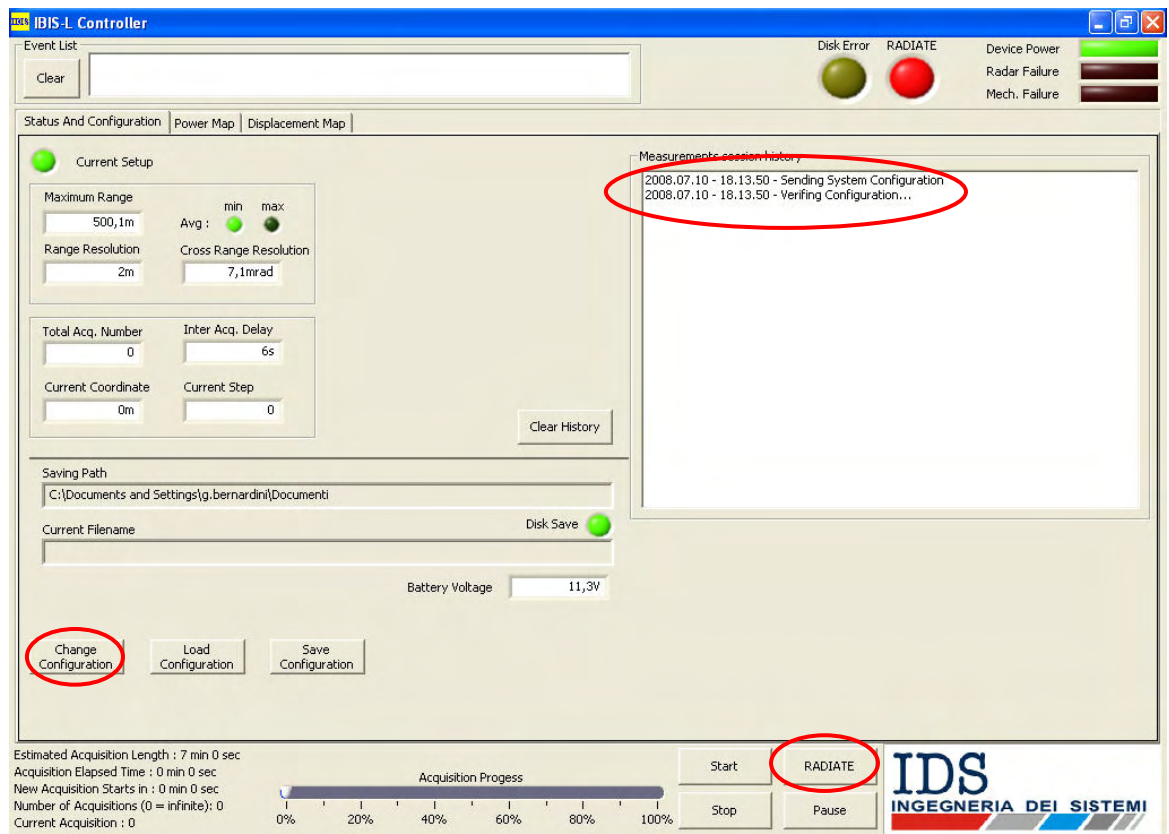 IBIS-L Controller
Event List
Clear
Disk Error
RADIATE
Device Power
Radar Failure
Mech. Failure
Status And Configuration
Power Map
Displacement Map
Current Setup
Maximum Range
500,1m
Avg :
min
max
Range Resolution
2m
Cross Range Resolution
7,1mrad
Total Acq. Number
0
Inter Acq. Delay
6s
Current Coordinate
0m
Current Step
0
Clear History
Measurements session history
2008.07.10 - 18.13.50 - Sending System Configuration
2008.07.10 - 18.13.50 - Verifing Configuration...
Saving Path
C:\Documents and Settings\g.bernardini\Documenti
Current Filename
Disk Save
Battery Voltage
11,3V
Change
Configuration
Load
Configuration
Save
Configuration
Estimated Acquisition Length : 7 min 0 sec
Acquisition Elapsed Time : 0 min 0 sec
New Acquisition Starts in : 0 min 0 sec
Number of Acquisitions (0 = infinite): 0
Current Acquisition : 0
Acquisition Progess
0%
20%
40%
60%
80%
100%
Start
RADIATE
Stop
Pause
IDS
INGEGNERIA DEI SISTEMI